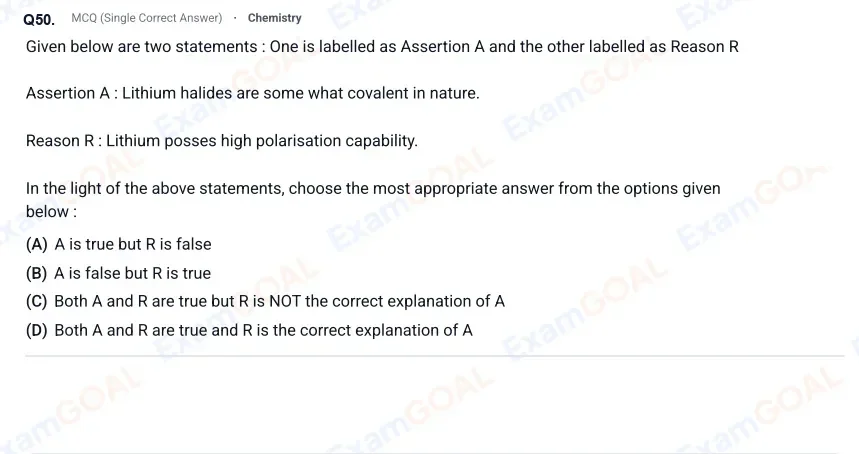 Q50. MCQ (Single Correct Answer) · Chemistry
Given below are two statements : One is labelled as Assertion A and the other labelled as Reason R
Assertion A : Lithium halides are some what covalent in nature.
Reason R : Lithium posses high polarisation capability.
In the light of the above statements, choose the most appropriate answer from the options given
below :
(A) A is true but R is false
(B) A is false but R is true
(C) Both A and R are true but R is NOT the correct explanation of A
(D) Both A and R are true and R is the correct explanation of A
ExamGOAL